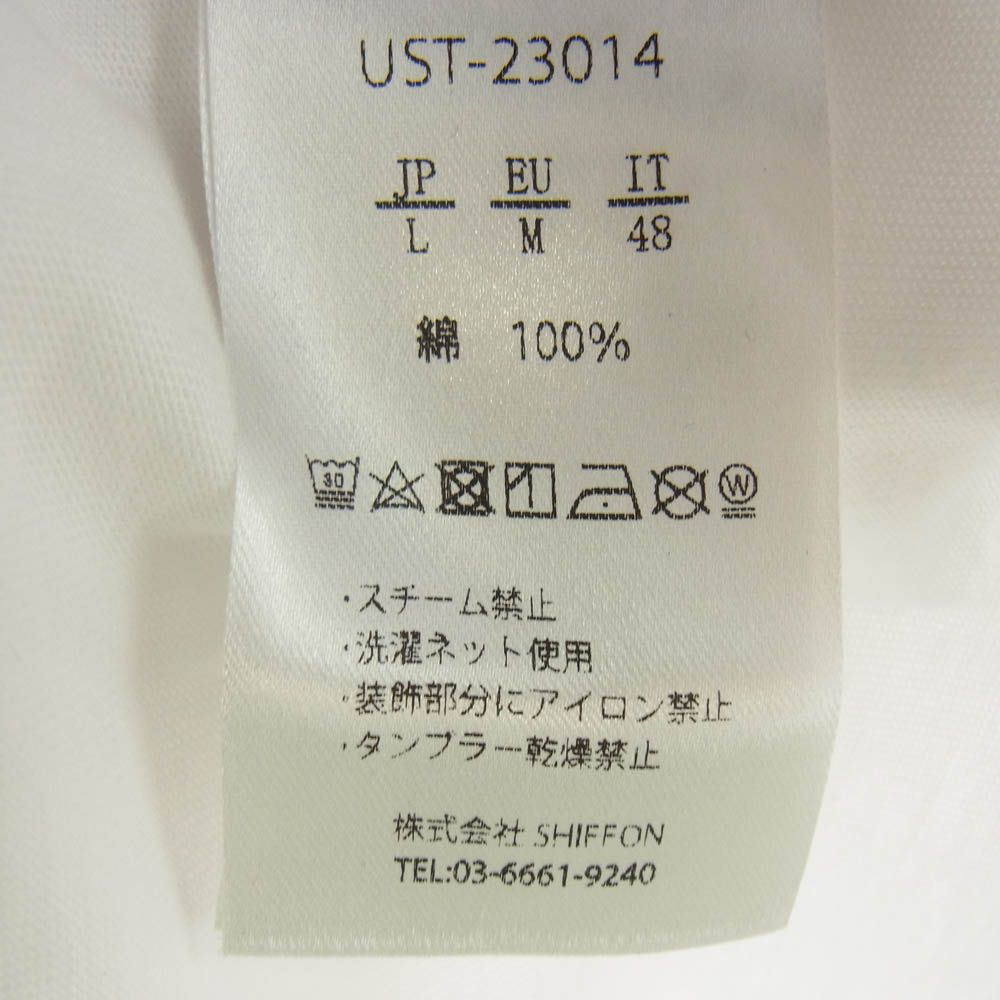 UST-23014
JP EU IT
L M 48
綿 100%
30 W
・スチーム禁止
・洗濯ネット使用
・装飾部分にアイロン禁止
・タンブラー乾燥禁止
株式会社 SHIFFON
TEL:03-6661-9240